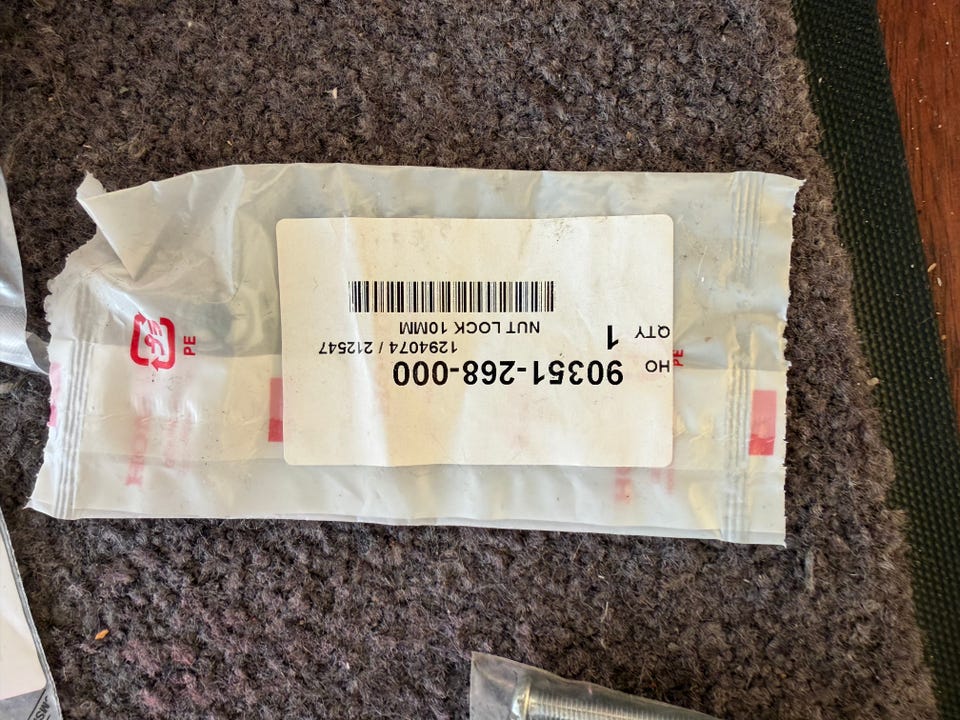 HO 90351-268-000
1294074 / 212547
QTY 1 NUT LOCK 10MM
PE
PE